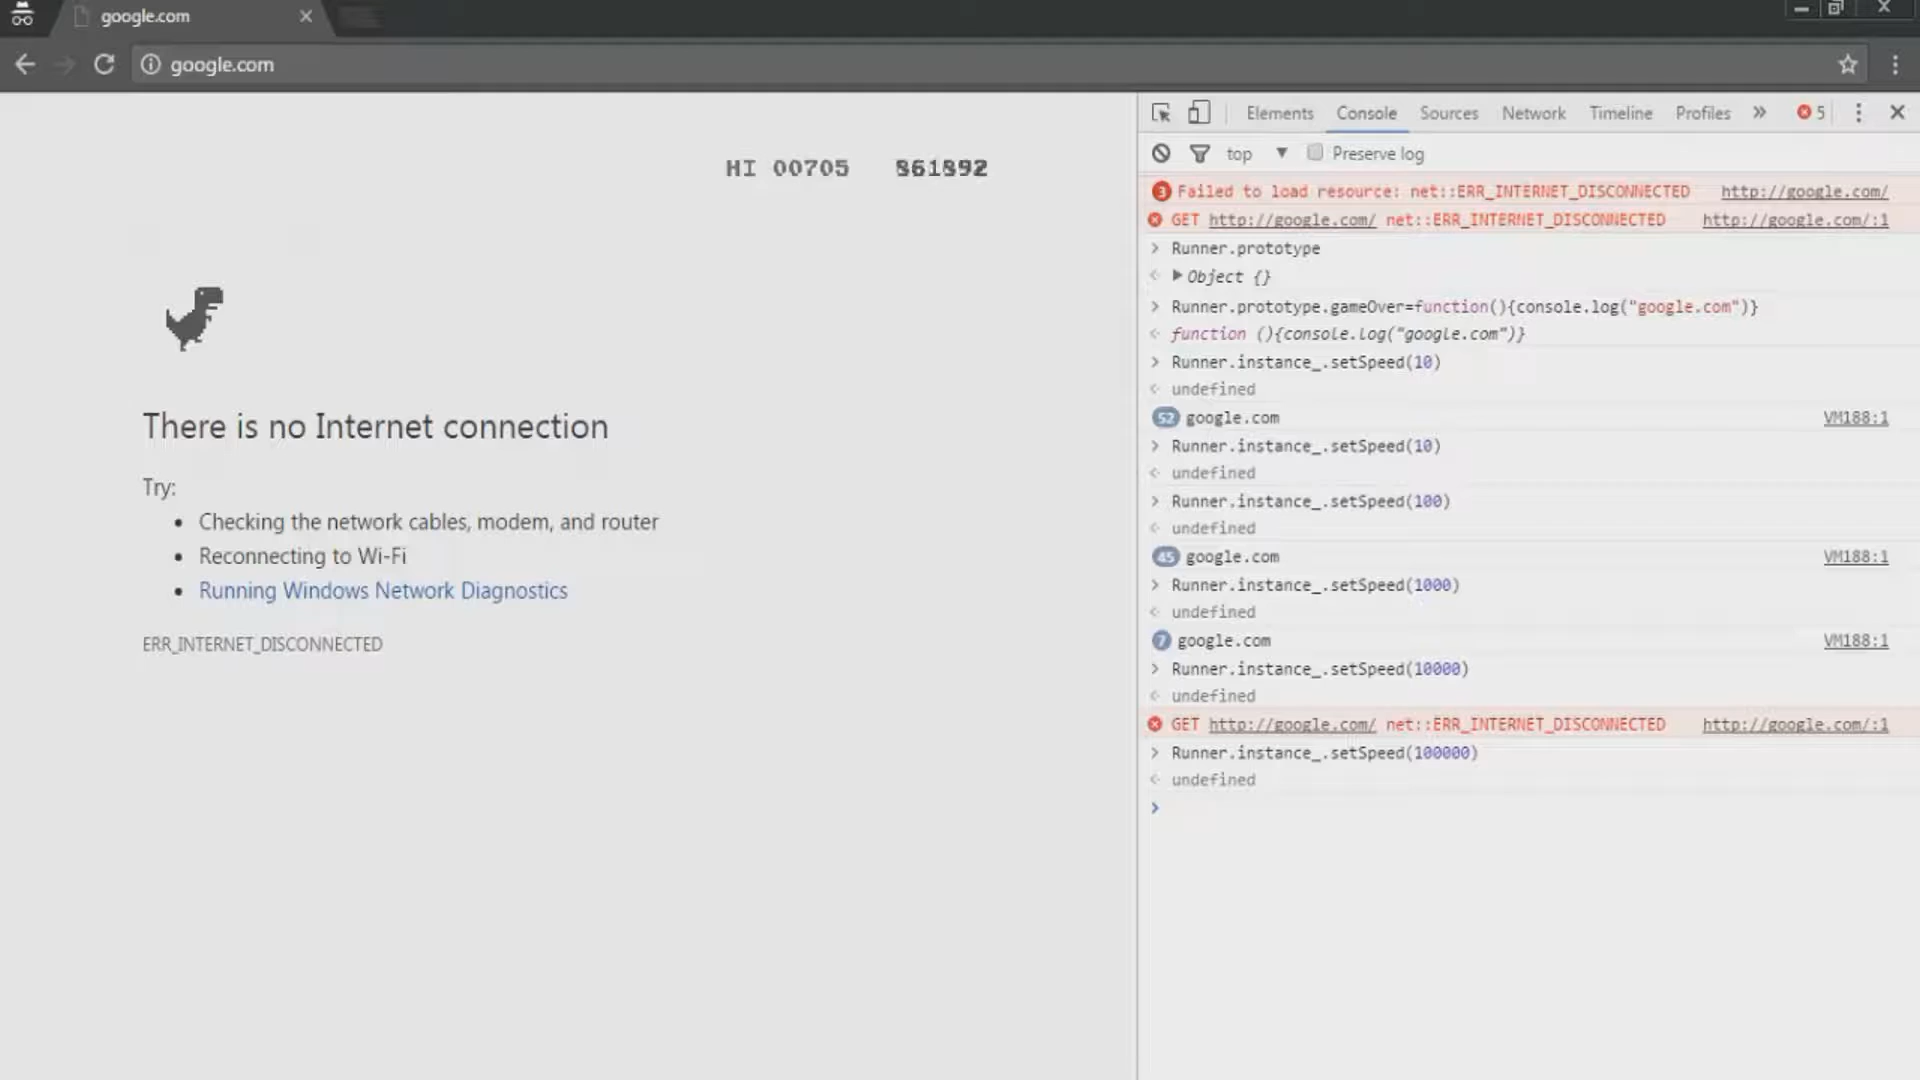 google.com
google.com
HI 00705 861892
There is no Internet connection
Try:
Checking the network cables, modem, and router
Reconnecting to Wi-Fi
Running Windows Network Diagnostics
ERR_INTERNET_DISCONNECTED
Elements Console Sources Network Timeline Profiles » 5
top Preserve log
3 Failed to load resource: net::ERR_INTERNET_DISCONNECTED http://google.com/
GET http://google.com/ net::ERR_INTERNET_DISCONNECTED http://google.com/:1
> Runner.prototype
Object {}
> Runner.prototype.gameOver=function(){console.log("google.com")}
function (){console.log("google.com")}
> Runner.instance_.setSpeed(10)
undefined
52 google.com VM188:1
> Runner.instance_.setSpeed(10)
undefined
> Runner.instance_.setSpeed(100)
undefined
45 google.com VM188:1
> Runner.instance_.setSpeed(1000)
undefined
7 google.com VM188:1
> Runner.instance_.setSpeed(10000)
undefined
GET http://google.com/ net::ERR_INTERNET_DISCONNECTED http://google.com/:1
> Runner.instance_.setSpeed(100000)
undefined
>